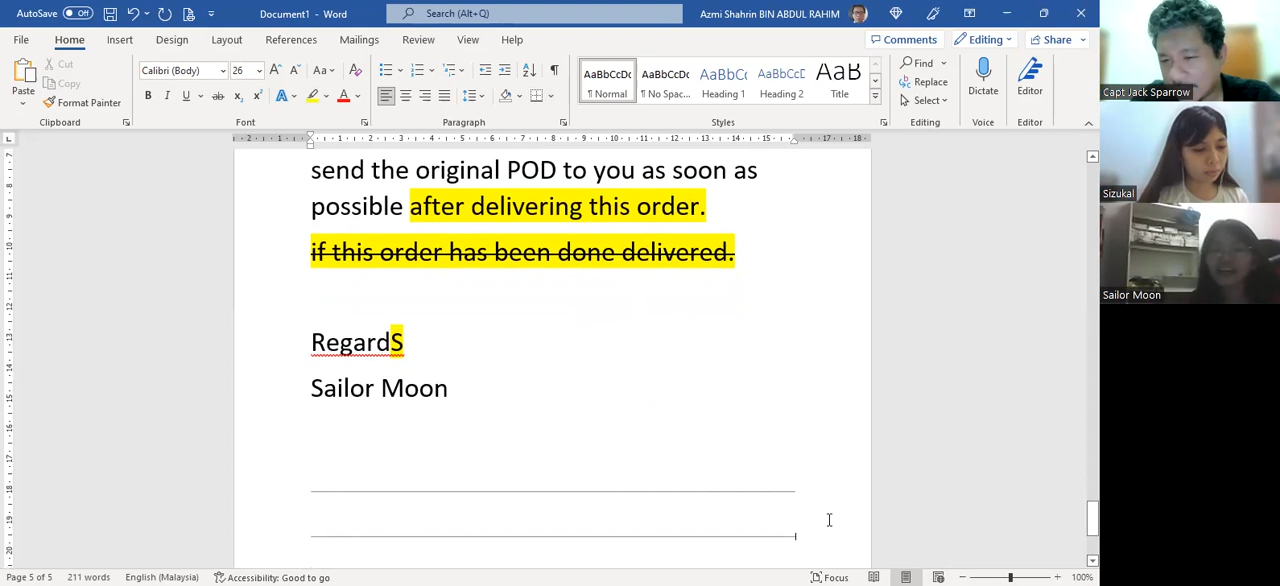 AutoSave Off Document1 - Word Search (Alt+Q) Azmi Shahrin BIN ABDUL RAHIM
File Home Insert Design Layout References Mailings Review View Help Comments Editing Share
Paste Cut Copy Format Painter
Calibri (Body) 26
AaBbCcDc AaBbCcDc AaBbCc AaBbCcD AaB
¶ Normal ¶ No Spac... Heading 1 Heading 2 Title
Find Replace Select Dictate Editor
Clipboard Font Paragraph Styles Editing Voice Editor
send the original POD to you as soon as
possible after delivering this order.
if this order has been done delivered.
RegardS
Sailor Moon
Page 5 of 5 211 words English (Malaysia) Accessibility: Good to go Focus 100%
Capt Jack Sparrow
Sizukal
Sailor Moon